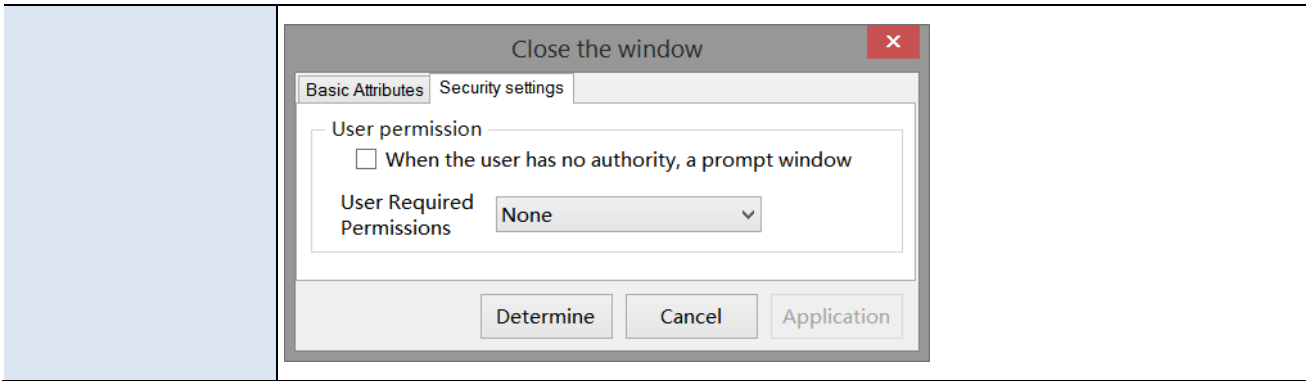 Close the window
Basic Attributes Security settings
User permission
When the user has no authority, a prompt window
User Required
Permissions
None
Determine Cancel Application